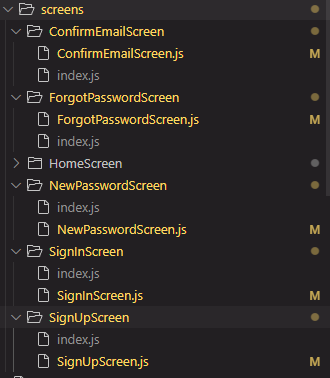 screens
ConfirmEmailScreen
ConfirmEmailScreen.js M
index.js
ForgotPasswordScreen
ForgotPasswordScreen.js M
index.js
HomeScreen
NewPasswordScreen
index.js
NewPasswordScreen.js M
SignInScreen
index.js
SignInScreen.js M
SignUpScreen
index.js
SignUpScreen.js M